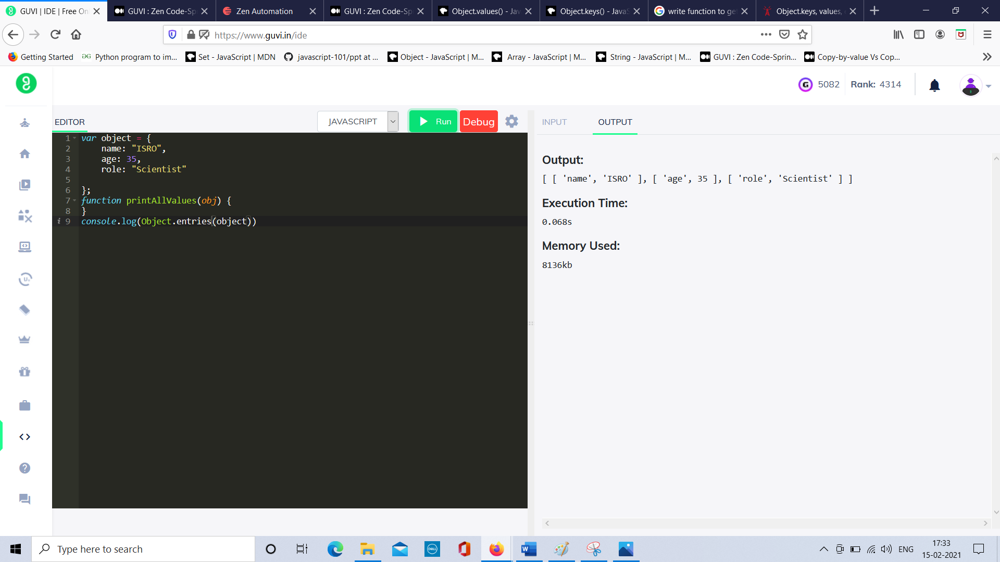 GUVI | IDE | Free On
GUVI : Zen Code-Sp
Zen Automation
GUVI : Zen Code-Sp
Object.values() - Jav
Object.keys() - JavaS
write function to get
Object.keys, values,
https://www.guvi.in/ide
Getting Started
Python program to im...
Set - JavaScript | MDN
javascript-101/ppt at ...
Object - JavaScript | M...
Array - JavaScript | M...
String - JavaScript | M...
GUVI : Zen Code-Sprin...
Copy-by-value Vs Cop...
5082
Rank: 4314
EDITOR
JAVASCRIPT
Run
Debug
INPUT
OUTPUT
1 var object = {
2 name: "ISRO",
3 age: 35,
4 role: "Scientist"
5
6 };
7 function printAllValues(obj) {
8 }
9 console.log(Object.entries(object))
Output:
[ [ 'name', 'ISRO' ], [ 'age', 35 ], [ 'role', 'Scientist' ] ]
Execution Time:
0.068s
Memory Used:
8136kb
Type here to search
DELL
ENG
17:33
15-02-2021